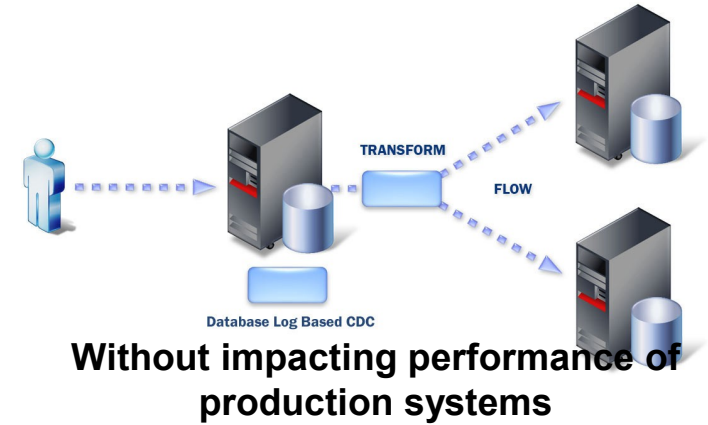 TRANSFORM
FLOW
Database Log Based CDC
Without impacting performance of
production systems